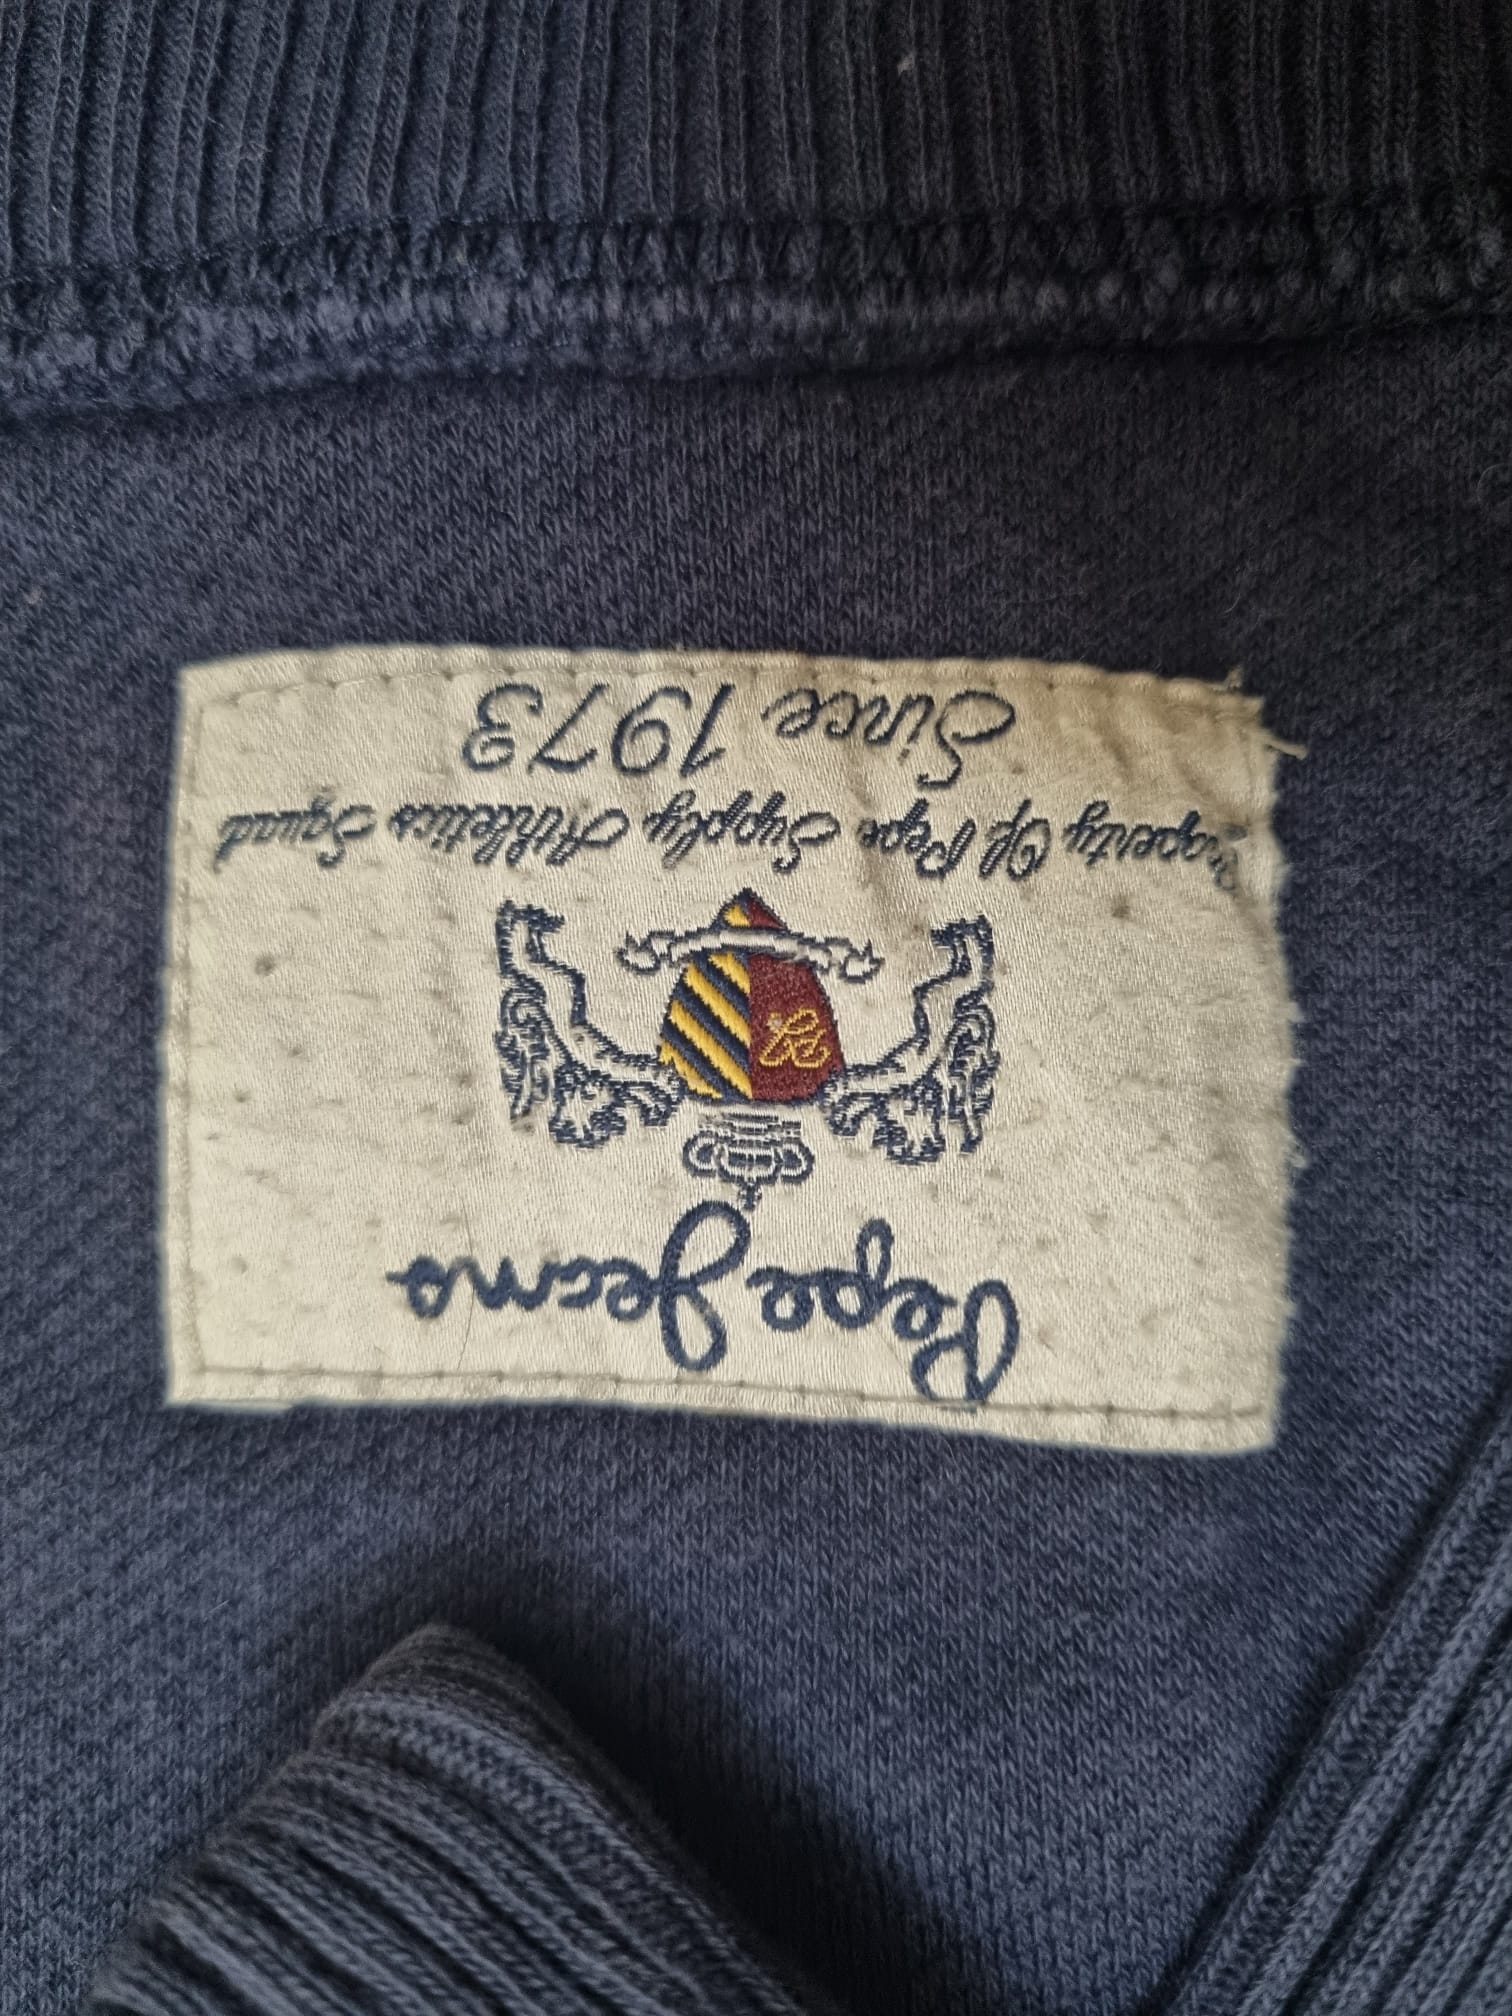 Pepe Jeans
Property Of Pepe Supply Athletics Squad
Since 1973